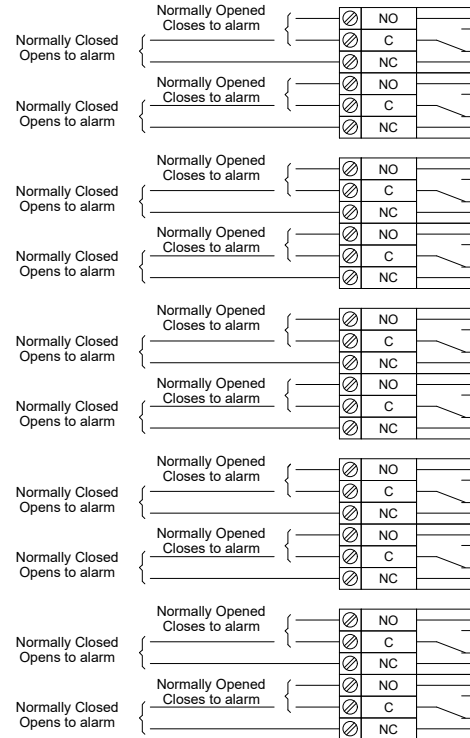 Normally Opened
Closes to alarm
NO
Normally Closed
Opens to alarm
C
NC
Normally Opened
Closes to alarm
NO
Normally Closed
Opens to alarm
C
NC
Normally Opened
Closes to alarm
NO
Normally Closed
Opens to alarm
C
NC
Normally Opened
Closes to alarm
NO
Normally Closed
Opens to alarm
C
NC
Normally Opened
Closes to alarm
NO
Normally Closed
Opens to alarm
C
NC
Normally Opened
Closes to alarm
NO
Normally Closed
Opens to alarm
C
NC
Normally Opened
Closes to alarm
NO
Normally Closed
Opens to alarm
C
NC
Normally Opened
Closes to alarm
NO
Normally Closed
Opens to alarm
C
NC
Normally Opened
Closes to alarm
NO
Normally Closed
Opens to alarm
C
NC
Normally Opened
Closes to alarm
NO
Normally Closed
Opens to alarm
C
NC